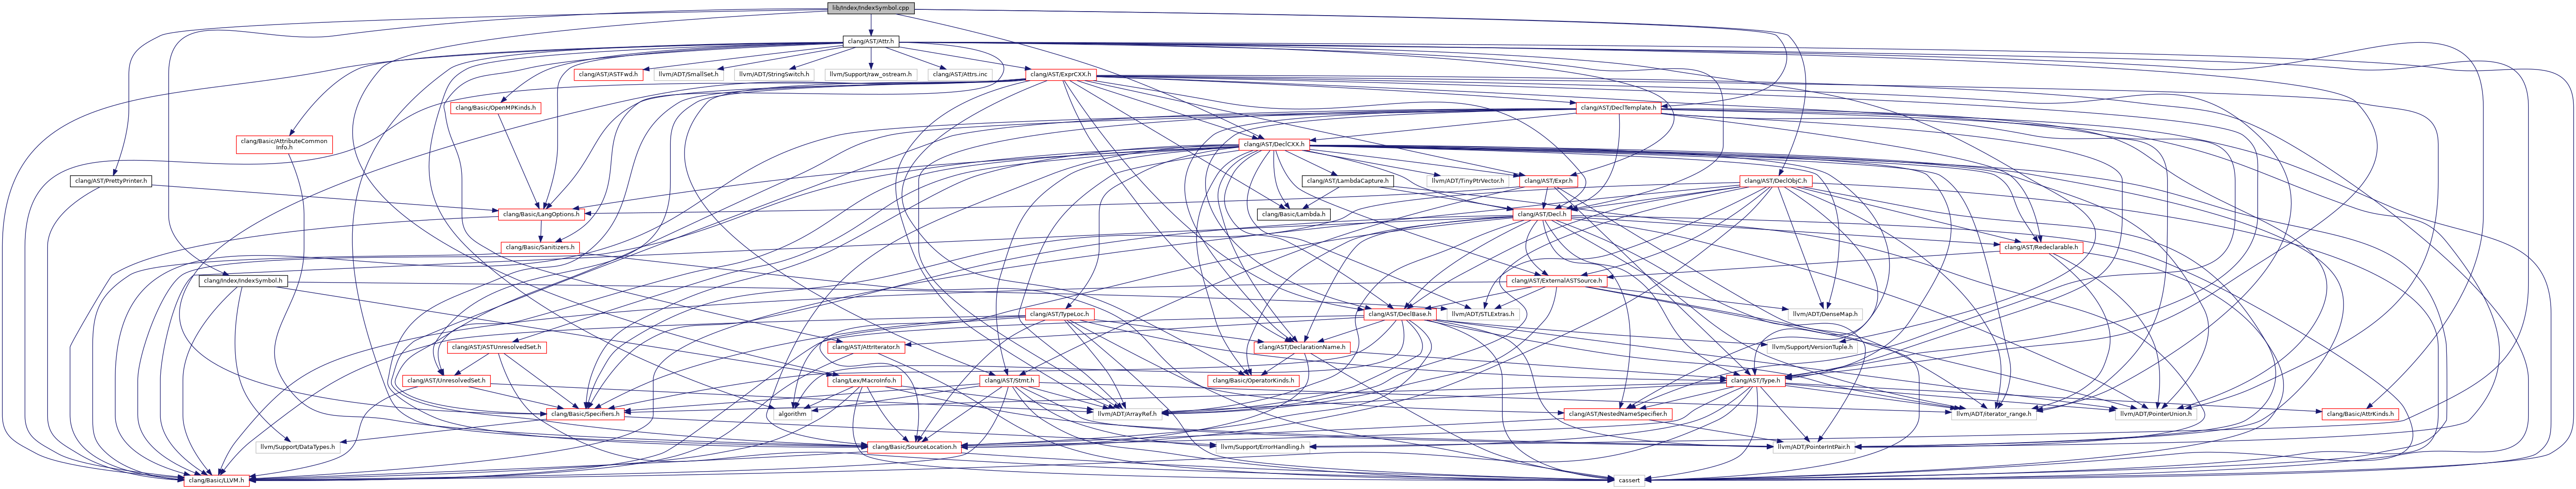 lib/Index/IndexSymbol.cpp
clang/AST/Attr.h
clang/AST/ASTFwd.h
llvm/ADT/SmallSet.h
llvm/ADT/StringSwitch.h
llvm/Support/raw_ostream.h
clang/AST/Attrs.inc
clang/AST/ExprCXX.h
clang/Basic/OpenMPKinds.h
clang/AST/DeclTemplate.h
clang/Basic/AttributeCommon
Info.h
clang/AST/DeclCXX.h
clang/AST/PrettyPrinter.h
clang/AST/LambdaCapture.h
llvm/ADT/TinyPtrVector.h
clang/AST/Expr.h
clang/AST/DeclObjC.h
clang/Basic/LangOptions.h
clang/Basic/Lambda.h
clang/AST/Decl.h
clang/Basic/Sanitizers.h
clang/AST/Redeclarable.h
clang/Index/IndexSymbol.h
clang/AST/ExternalASTSource.h
clang/AST/TypeLoc.h
clang/AST/DeclBase.h
llvm/ADT/STLExtras.h
llvm/ADT/DenseMap.h
clang/AST/ASTUnresolvedSet.h
clang/AST/AttrIterator.h
clang/AST/DeclarationName.h
llvm/Support/VersionTuple.h
clang/AST/UnresolvedSet.h
clang/Lex/MacroInfo.h
clang/AST/Stmt.h
clang/Basic/OperatorKinds.h
clang/AST/Type.h
clang/Basic/Specifiers.h
algorithm
llvm/ADT/ArrayRef.h
clang/AST/NestedNameSpecifier.h
llvm/ADT/iterator_range.h
llvm/ADT/PointerUnion.h
clang/Basic/AttrKinds.h
llvm/Support/DataTypes.h
clang/Basic/SourceLocation.h
llvm/Support/ErrorHandling.h
llvm/ADT/PointerIntPair.h
clang/Basic/LLVM.h
cassert